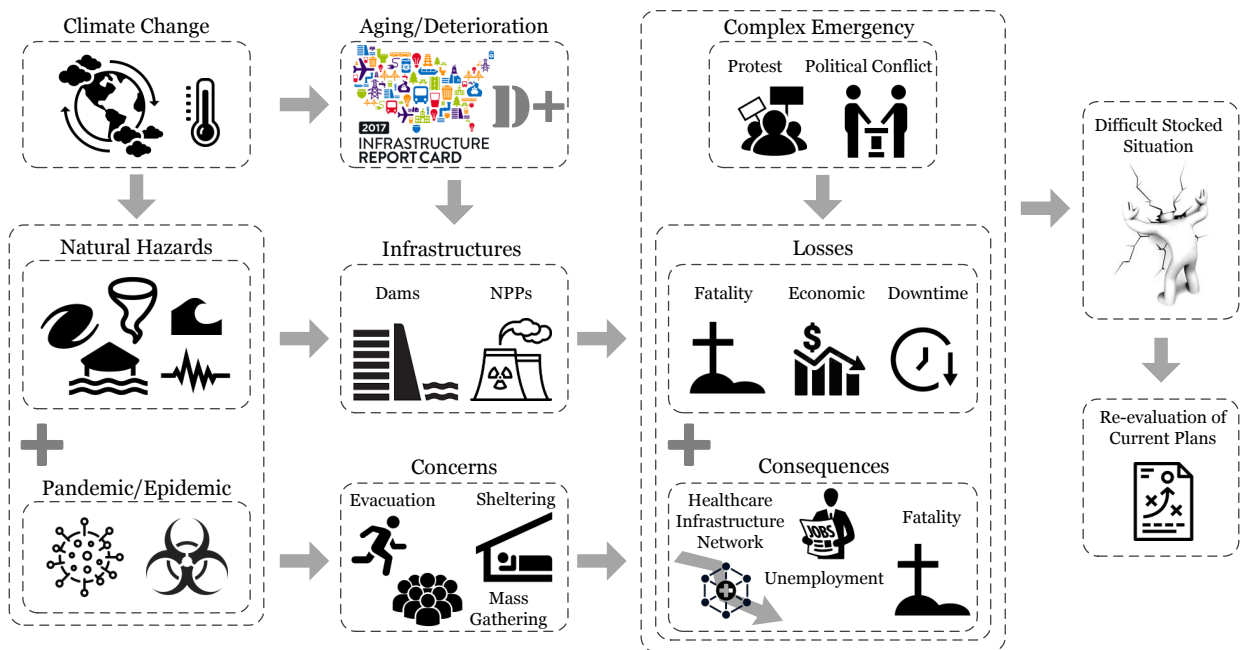 Climate Change
Aging/Deterioration
2017
INFRASTRUCTURE
REPORT CARD
D+
Complex Emergency
Protest
Political Conflict
Difficult Stocked
Situation
Natural Hazards
Infrastructures
Dams
NPPs
Losses
Fatality
Economic
Downtime
$
Re-evaluation of
Current Plans
Pandemic/Epidemic
Concerns
Evacuation
Sheltering
Mass
Gathering
Consequences
Healthcare
Infrastructure
Network
JOBS
Unemployment
Fatality